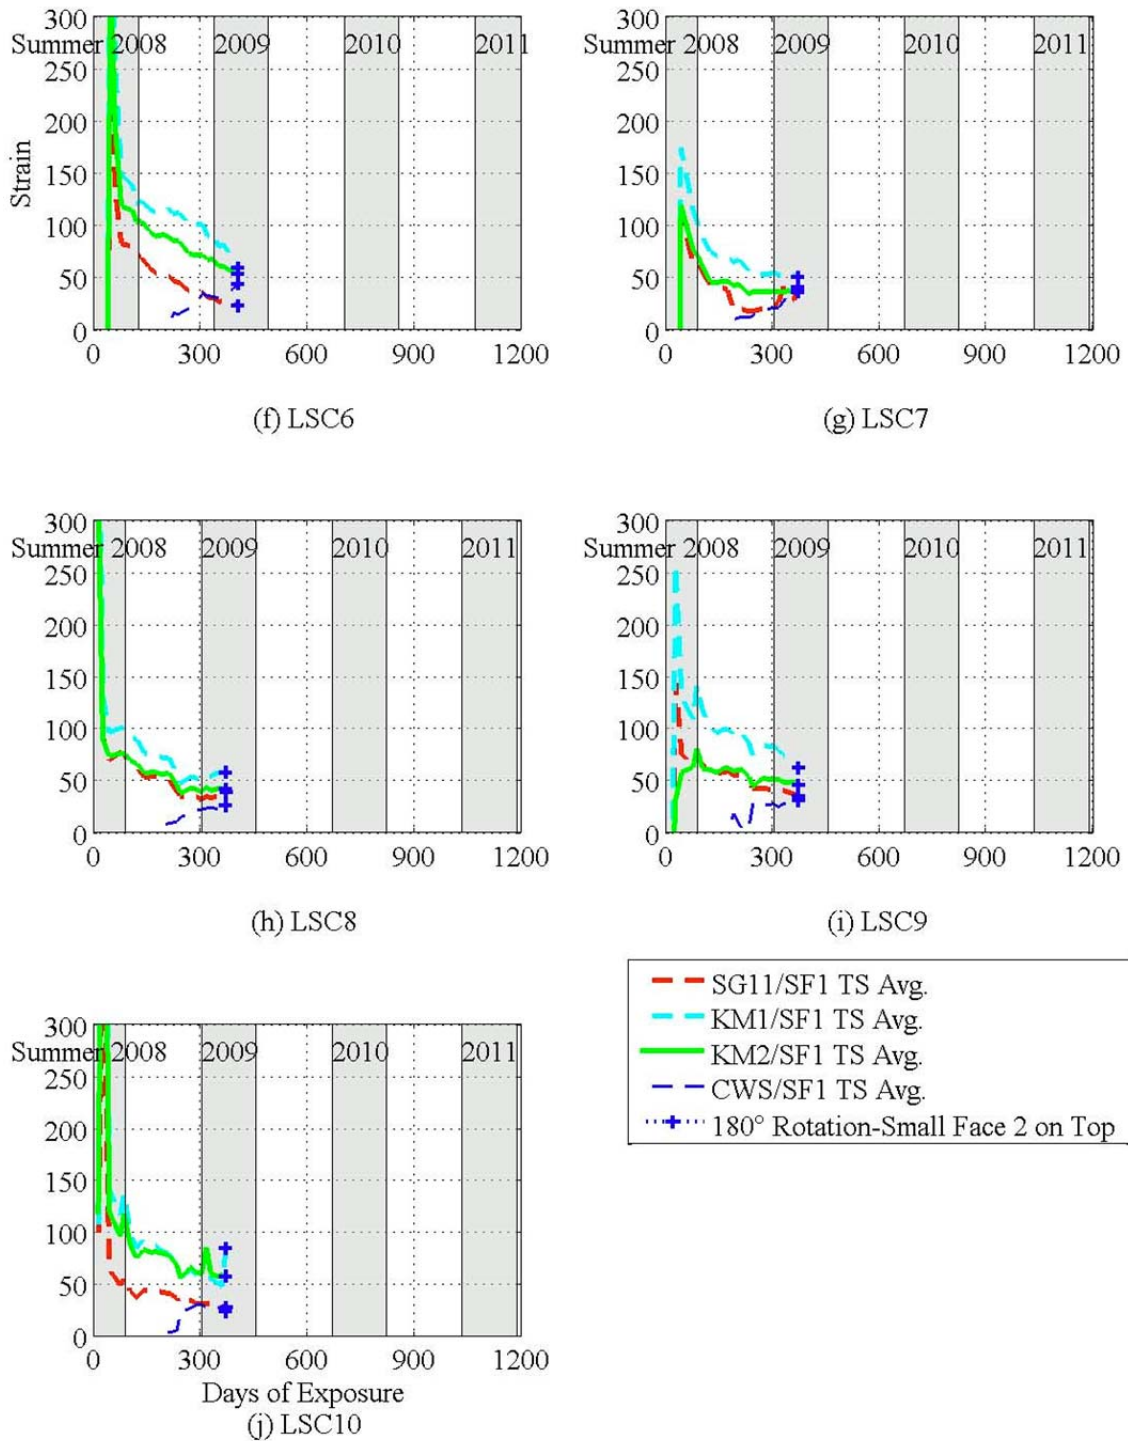 300
Summer 2008 2009 2010 2011
250
200
150
100
50
0
Strain
0 300 600 900 1200
(f) LSC6
300
Summer 2008 2009 2010 2011
250
200
150
100
50
0
0 300 600 900 1200
(g) LSC7
300
Summer 2008 2009 2010 2011
250
200
150
100
50
0
0 300 600 900 1200
(h) LSC8
300
Summer 2008 2009 2010 2011
250
200
150
100
50
0
0 300 600 900 1200
(i) LSC9
300
Summer 2008 2009 2010 2011
250
200
150
100
50
0
0 300 600 900 1200
Days of Exposure
(j) LSC10
SG11/SF1 TS Avg.
KM1/SF1 TS Avg.
KM2/SF1 TS Avg.
CWS/SF1 TS Avg.
180° Rotation-Small Face 2 on Top